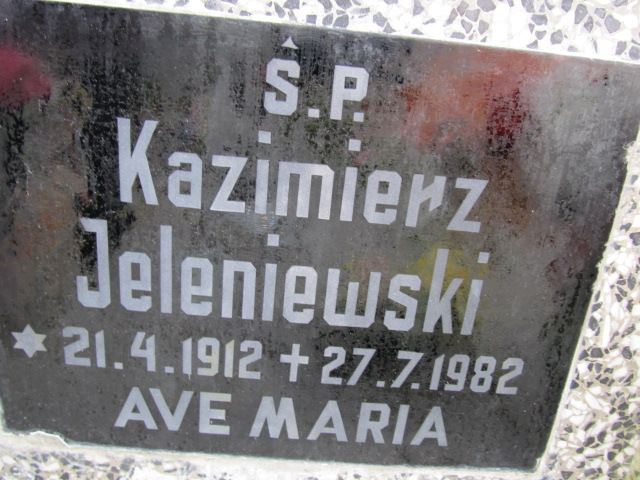 Ś.P.
Kazimierz
Jeleniewski
✶ 21.4.1912 ✝ 27.7.1982
AVE MARIA